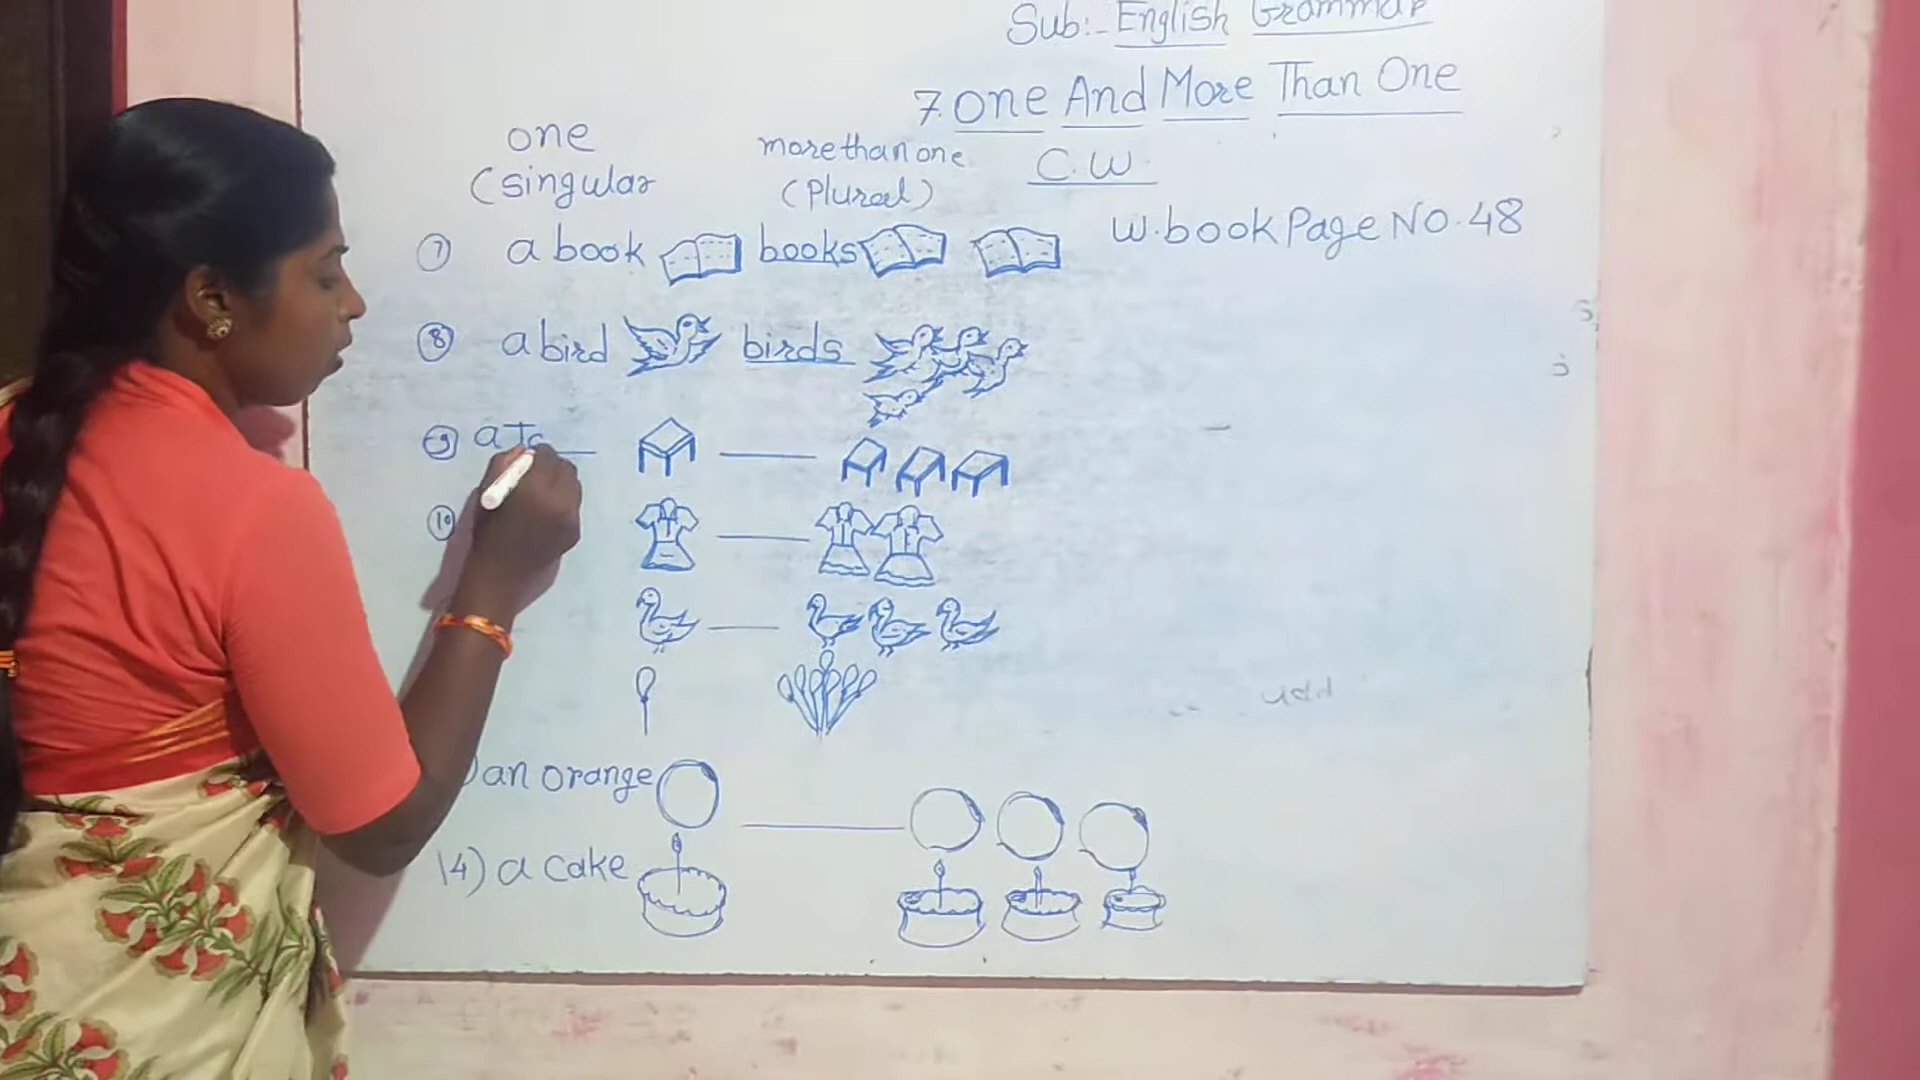 Sub:- English Grammar
7. One And More Than One
one
more than one
C.W
(singular
(Plural)
W.book Page No. 48
7 a book books
8 a bird birds
9 a Ta
10
an orange
14) a cake